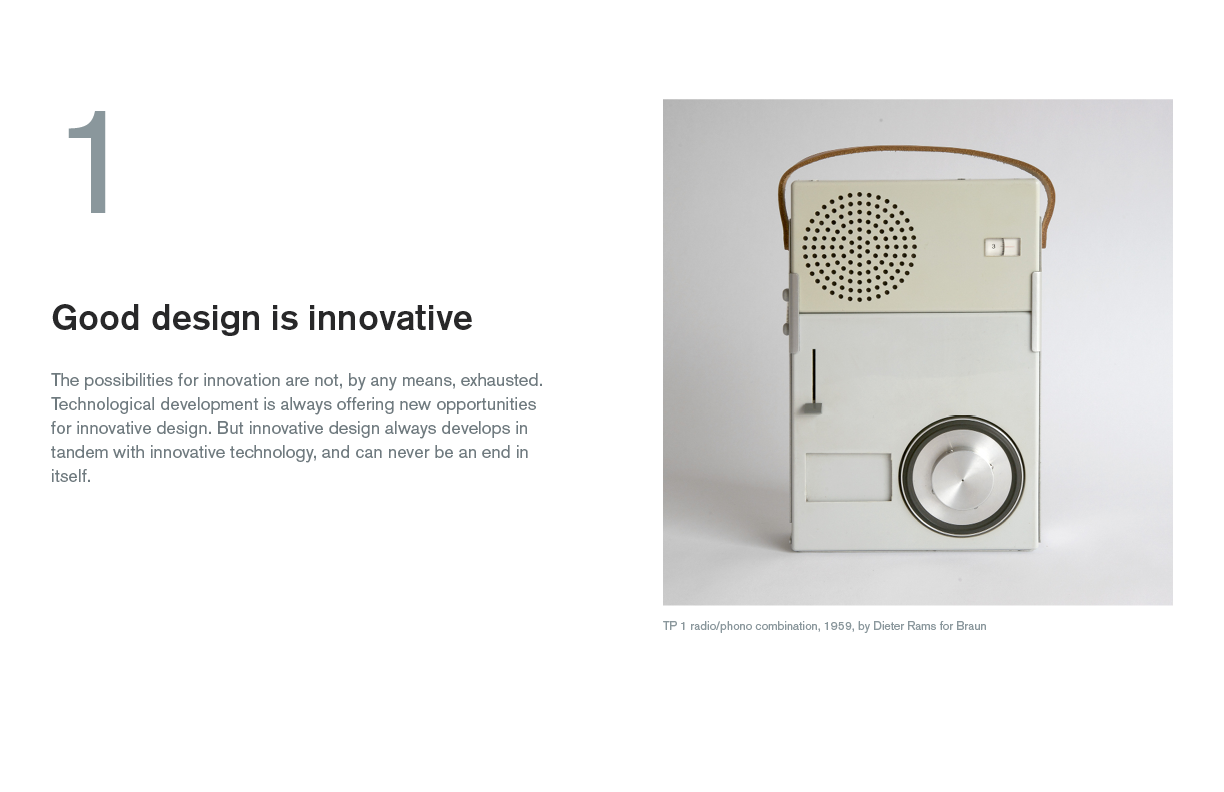 1
Good design is innovative
The possibilities for innovation are not, by any means, exhausted.
Technological development is always offering new opportunities
for innovative design. But innovative design always develops in
tandem with innovative technology, and can never be an end in
itself.
3
TP 1 radio/phono combination, 1959, by Dieter Rams for Braun